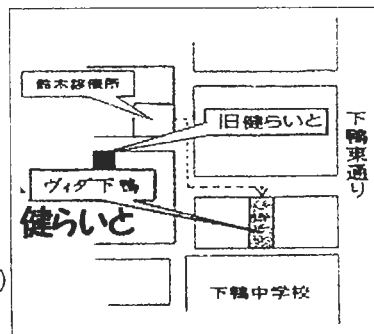 鈴木診療所
旧健らいと
下鴨東通り
ヴィダ下鴨
健らいと
下鴨中学校
)